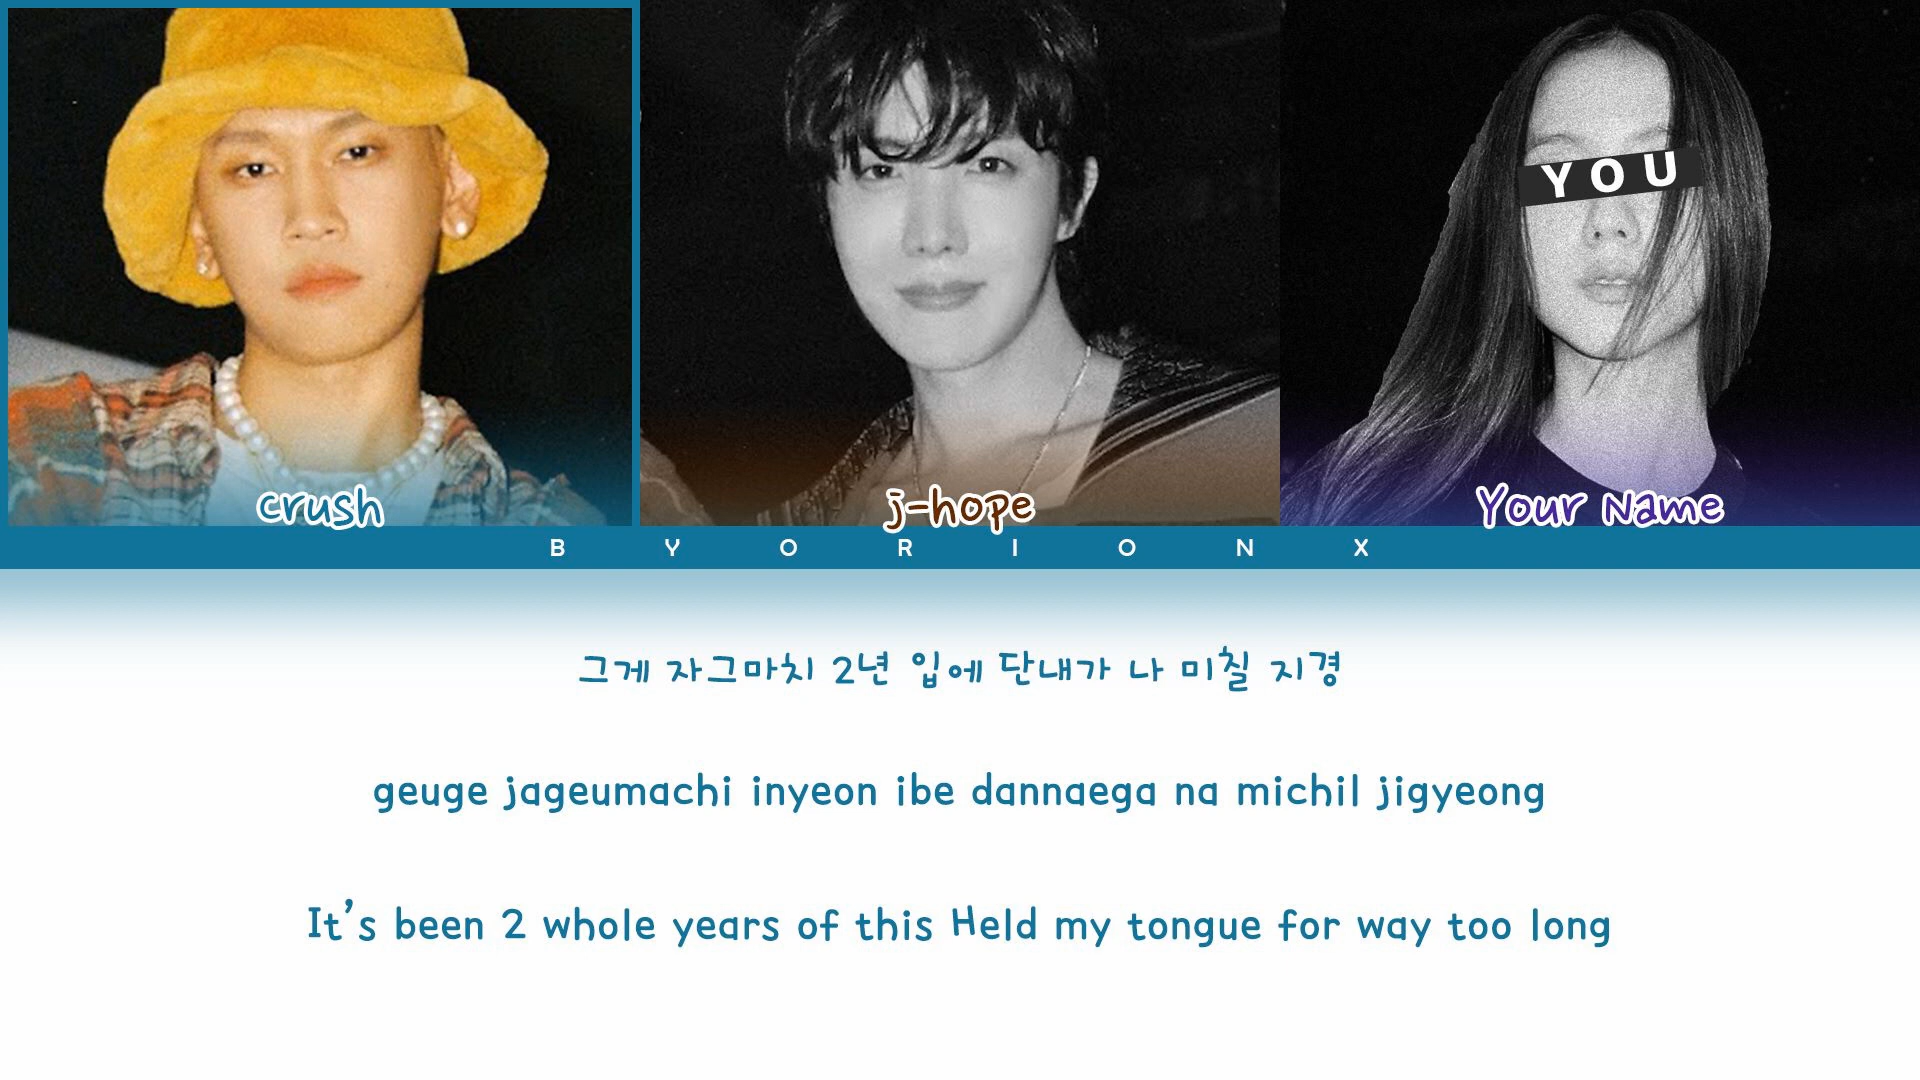 YOU
crush
j-hope
Your Name
BYORIONX
그게 자그마치 2년 입에 단내가 나 미칠 지경
geuge jageumachi inyeon ibe dannaega na michil jigyeong
It's been 2 whole years of this Held my tongue for way too long